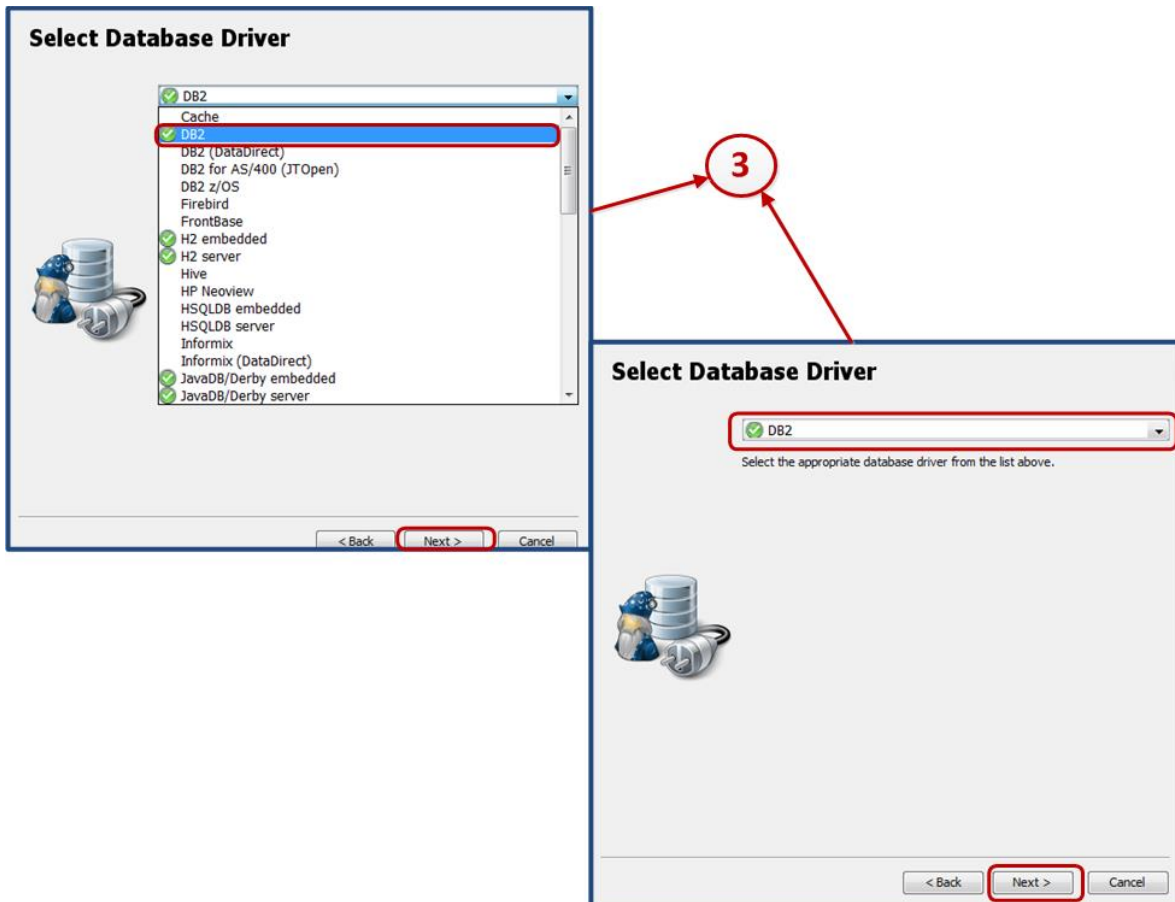 Select Database Driver
DB2
Cache
DB2
DB2 (DataDirect)
DB2 for AS/400 (JTOpen)
DB2 z/OS
Firebird
FrontBase
H2 embedded
H2 server
Hive
HP Neoview
HSQLDB embedded
HSQLDB server
Informix
Informix (DataDirect)
JavaDB/Derby embedded
JavaDB/Derby server
< Back Next > Cancel
3
Select Database Driver
DB2
Select the appropriate database driver from the list above.
< Back Next > Cancel